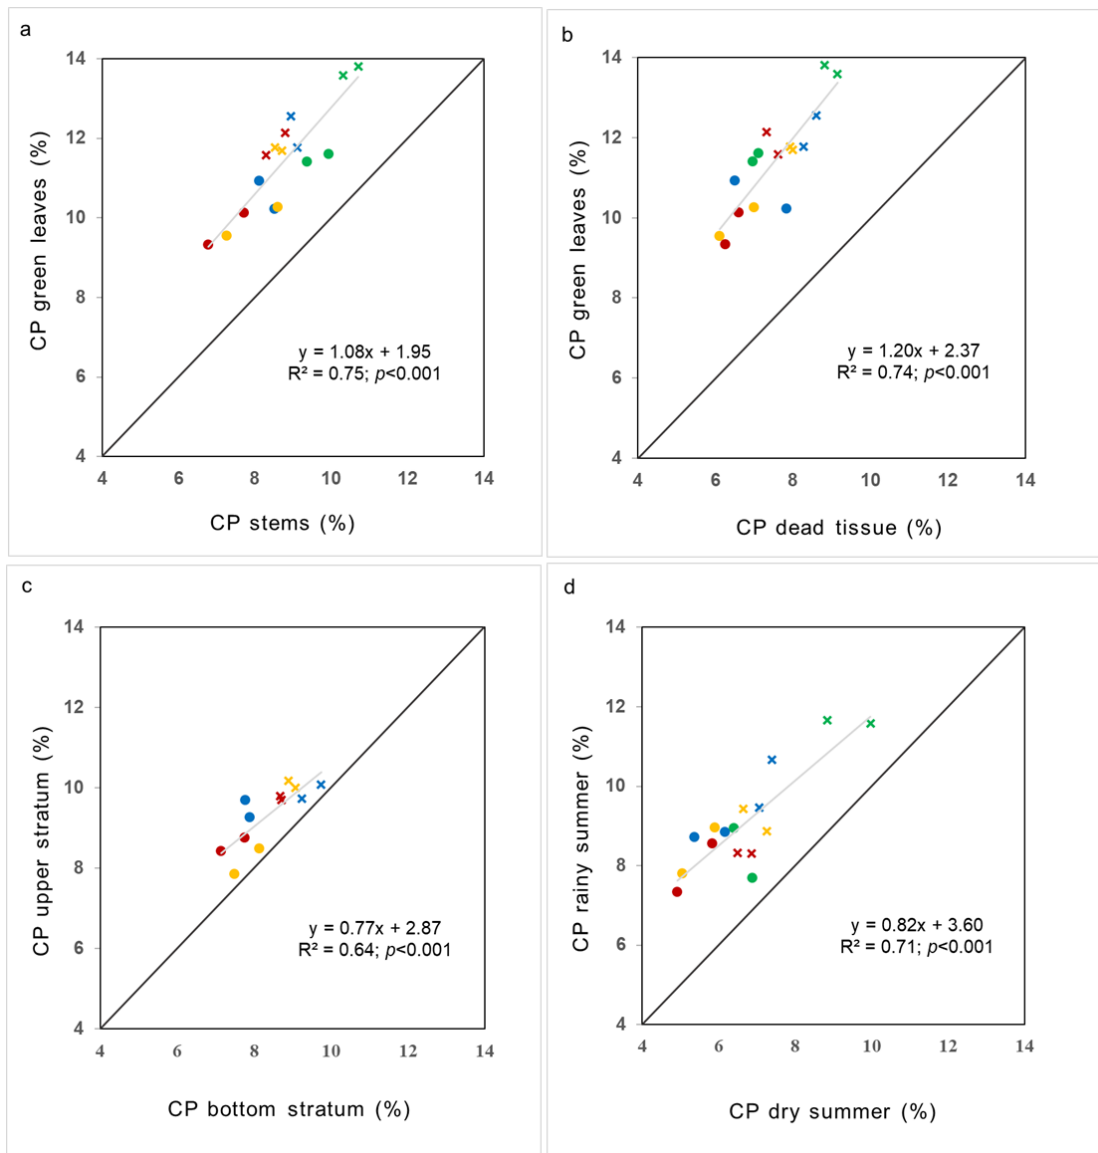 a
14
12
10
8
6
4
CP green leaves (%)
y = 1.08x + 1.95
R² = 0.75; p<0.001
4 6 8 10 12 14
CP stems (%)
b
14
12
10
8
6
4
CP green leaves (%)
y = 1.20x + 2.37
R² = 0.74; p<0.001
4 6 8 10 12 14
CP dead tissue (%)
c
14
12
10
8
6
4
CP upper stratum (%)
y = 0.77x + 2.87
R² = 0.64; p<0.001
4 6 8 10 12 14
CP bottom stratum (%)
d
14
12
10
8
6
4
CP rainy summer (%)
y = 0.82x + 3.60
R² = 0.71; p<0.001
4 6 8 10 12 14
CP dry summer (%)